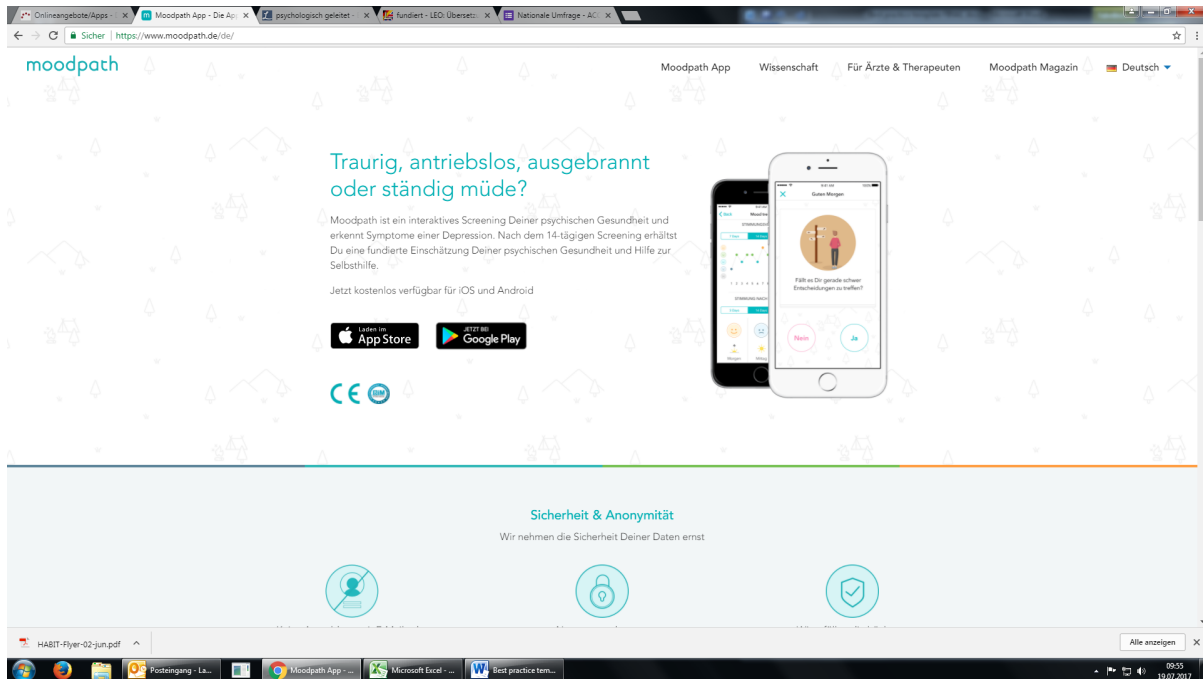 Onlineangebote/Apps -
Moodpath App - Die Ap
psychologisch geleitet -
fundiert - LEO: Übersetz
Nationale Umfrage - AC
Sicher
https://www.moodpath.de/de/
moodpath
Moodpath App
Wissenschaft
Für Ärzte & Therapeuten
Moodpath Magazin
Deutsch
Traurig, antriebslos, ausgebrannt
oder ständig müde?
Moodpath ist ein interaktives Screening Deiner psychischen Gesundheit und
erkennt Symptome einer Depression. Nach dem 14-tägigen Screening erhältst
Du eine fundierte Einschätzung Deiner psychischen Gesundheit und Hilfe zur
Selbsthilfe.
Jetzt kostenlos verfügbar für iOS und Android
Laden im
App Store
JETZT BEI
Google Play
CE
Guten Morgen
Fällt es Dir gerade schwer
Entscheidungen zu treffen?
Nein
Ja
STIMMUNG NACH
Morgen
Mittag
Sicherheit & Anonymität
Wir nehmen die Sicherheit Deiner Daten ernst
HABIT-Flyer-02-jun.pdf
Alle anzeigen
Posteingang - La...
Moodpath App - ...
Microsoft Excel - ...
Best practice tem...
09:55
19.07.2017